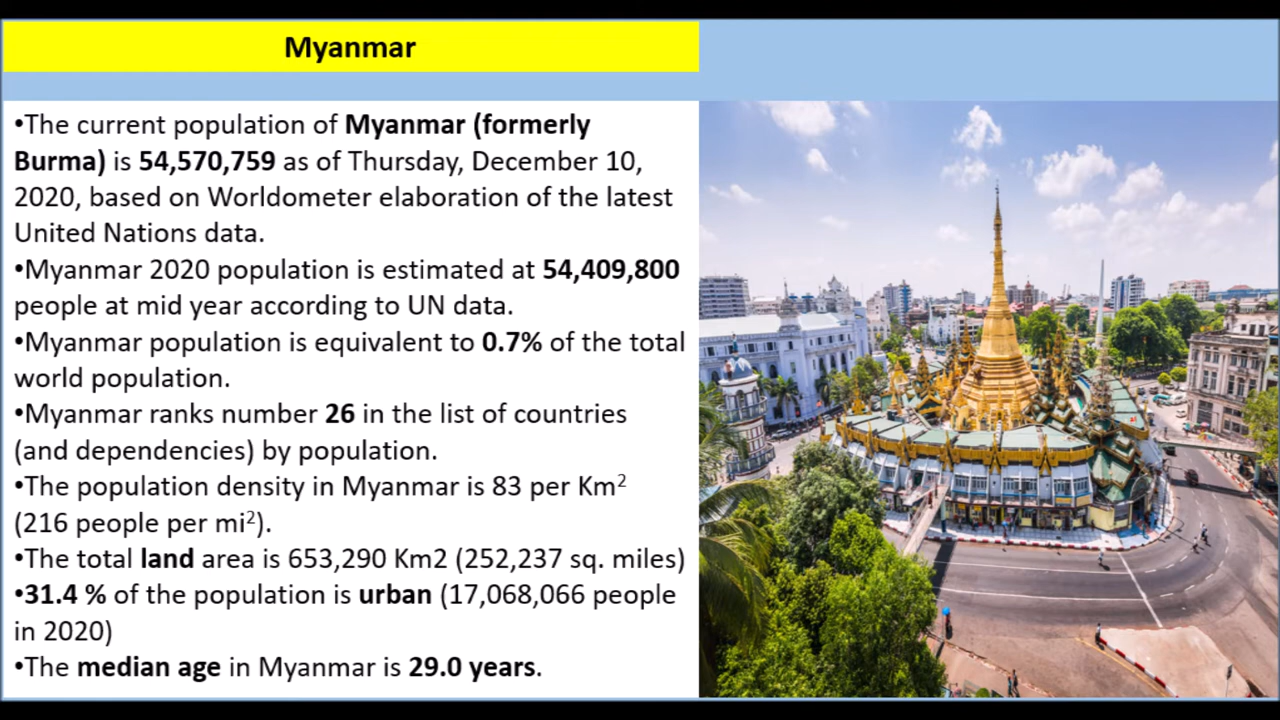 Myanmar
•The current population of Myanmar (formerly
Burma) is 54,570,759 as of Thursday, December 10,
2020, based on Worldometer elaboration of the latest
United Nations data.
•Myanmar 2020 population is estimated at 54,409,800
people at mid year according to UN data.
•Myanmar population is equivalent to 0.7% of the total
world population.
•Myanmar ranks number 26 in the list of countries
(and dependencies) by population.
•The population density in Myanmar is 83 per Km²
(216 people per mi²).
•The total land area is 653,290 Km2 (252,237 sq. miles)
•31.4 % of the population is urban (17,068,066 people
in 2020)
•The median age in Myanmar is 29.0 years.